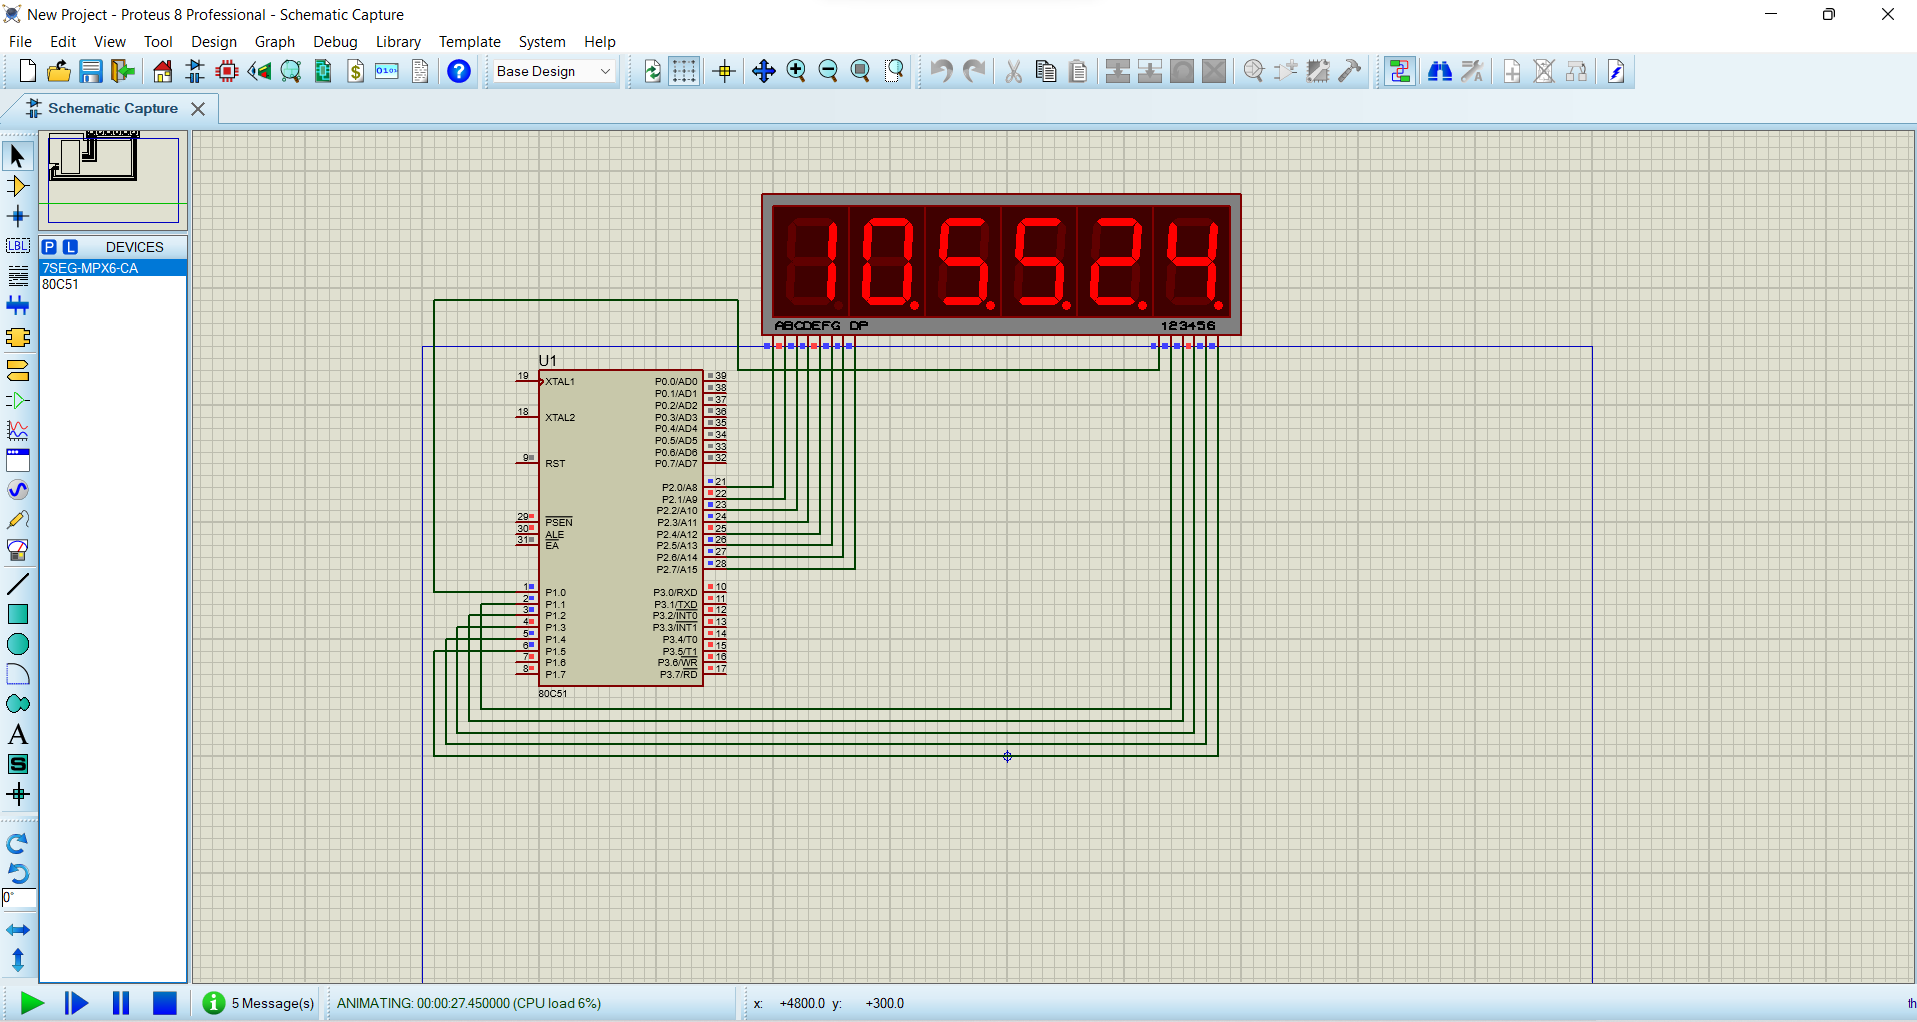 New Project - Proteus 8 Professional - Schematic Capture
File Edit View Tool Design Graph Debug Library Template System Help
Base Design
Schematic Capture
P L DEVICES
7SEG-MPX6-CA
80C51
LBL
A
S
0°
10.5.5.2.4.
ABCDEFG DP 123456
U1
19 XTAL1 P0.0/AD0 39
P0.1/AD1 38
P0.2/AD2 37
18 XTAL2 P0.3/AD3 36
P0.4/AD4 35
P0.5/AD5 34
P0.6/AD6 33
9 RST P0.7/AD7 32
P2.0/A8 21
P2.1/A9 22
P2.2/A10 23
29 PSEN P2.3/A11 24
30 ALE P2.4/A12 25
31 EA P2.5/A13 26
P2.6/A14 27
P2.7/A15 28
1 P1.0 P3.0/RXD 10
2 P1.1 P3.1/TXD 11
3 P1.2 P3.2/INT0 12
4 P1.3 P3.3/INT1 13
5 P1.4 P3.4/T0 14
6 P1.5 P3.5/T1 15
7 P1.6 P3.6/WR 16
8 P1.7 P3.7/RD 17
80C51
5 Message(s) ANIMATING: 00:00:27.450000 (CPU load 6%) x: +4800.0 y: +300.0 th